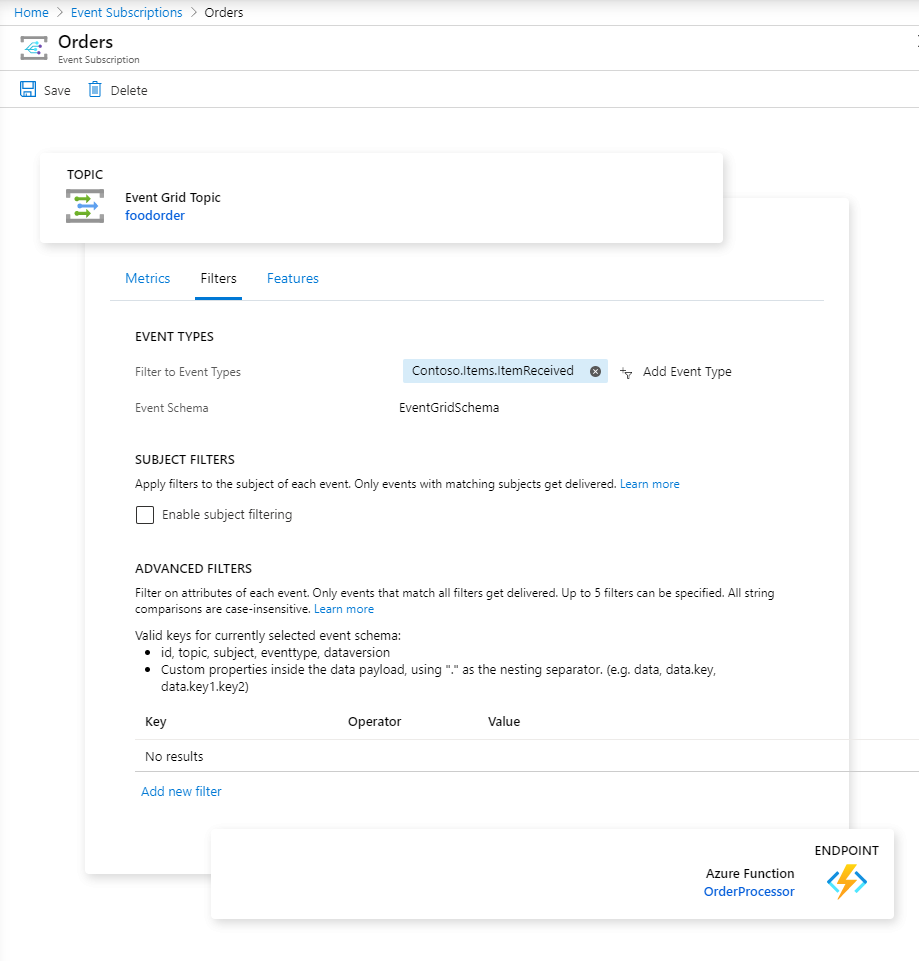 Home > Event Subscriptions > Orders
Orders
Event Subscription
Save Delete
TOPIC
Event Grid Topic
foodorder
Metrics Filters Features
EVENT TYPES
Filter to Event Types Contoso.Items.ItemReceived Add Event Type
Event Schema EventGridSchema
SUBJECT FILTERS
Apply filters to the subject of each event. Only events with matching subjects get delivered. Learn more
Enable subject filtering
ADVANCED FILTERS
Filter on attributes of each event. Only events that match all filters get delivered. Up to 5 filters can be specified. All string
comparisons are case-insensitive. Learn more
Valid keys for currently selected event schema:
• id, topic, subject, eventtype, dataversion
• Custom properties inside the data payload, using "." as the nesting separator. (e.g. data, data.key,
data.key1.key2)
Key Operator Value
No results
Add new filter
ENDPOINT
Azure Function
OrderProcessor